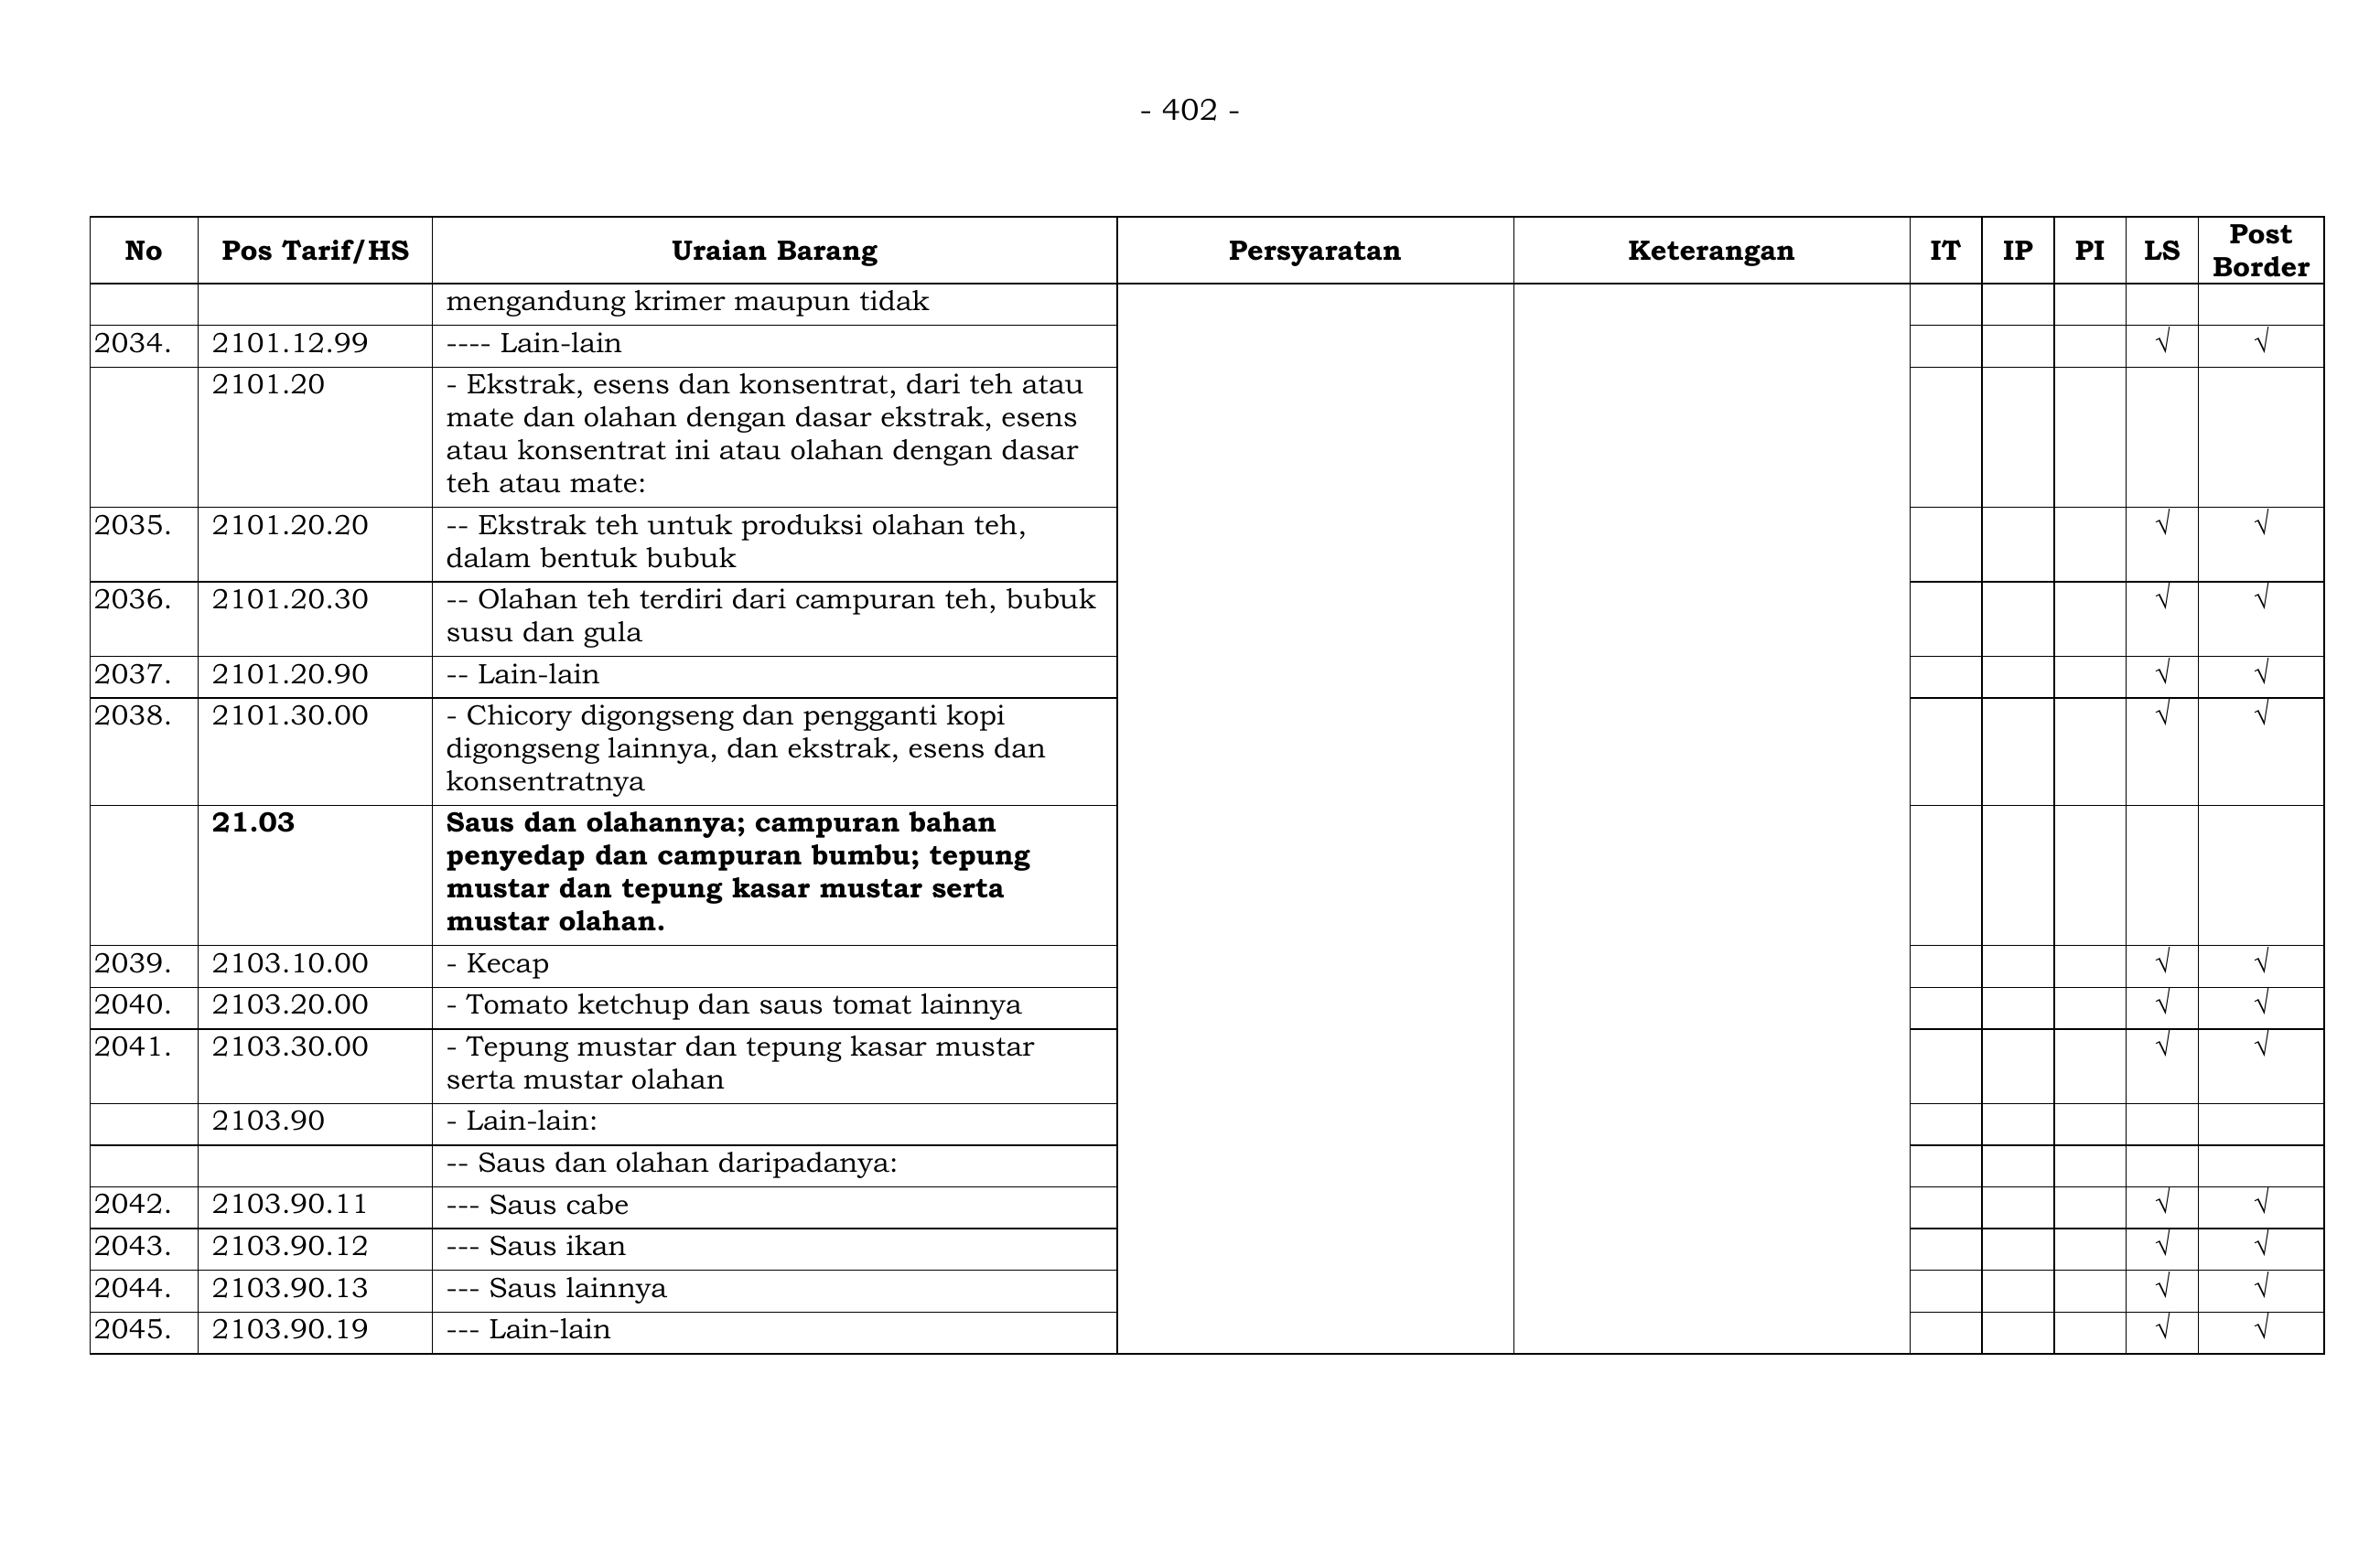 - 402 -
No Pos Tarif/HS Uraian Barang Persyaratan Keterangan IT IP PI LS Post Border
mengandung krimer maupun tidak
2034. 2101.12.99 ---- Lain-lain √ √
2101.20 - Ekstrak, esens dan konsentrat, dari teh atau
mate dan olahan dengan dasar ekstrak, esens
atau konsentrat ini atau olahan dengan dasar
teh atau mate:
2035. 2101.20.20 -- Ekstrak teh untuk produksi olahan teh, √ √
dalam bentuk bubuk
2036. 2101.20.30 -- Olahan teh terdiri dari campuran teh, bubuk √ √
susu dan gula
2037. 2101.20.90 -- Lain-lain √ √
2038. 2101.30.00 - Chicory digongseng dan pengganti kopi √ √
digongseng lainnya, dan ekstrak, esens dan
konsentratnya
21.03 Saus dan olahannya; campuran bahan
penyedap dan campuran bumbu; tepung
mustar dan tepung kasar mustar serta
mustar olahan.
2039. 2103.10.00 - Kecap √ √
2040. 2103.20.00 - Tomato ketchup dan saus tomat lainnya √ √
2041. 2103.30.00 - Tepung mustar dan tepung kasar mustar √ √
serta mustar olahan
2103.90 - Lain-lain:
-- Saus dan olahan daripadanya:
2042. 2103.90.11 --- Saus cabe √ √
2043. 2103.90.12 --- Saus ikan √ √
2044. 2103.90.13 --- Saus lainnya √ √
2045. 2103.90.19 --- Lain-lain √ √